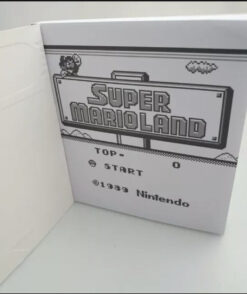 SUPER
MARIOLAND
TOP- 0
START
©1989 Nintendo